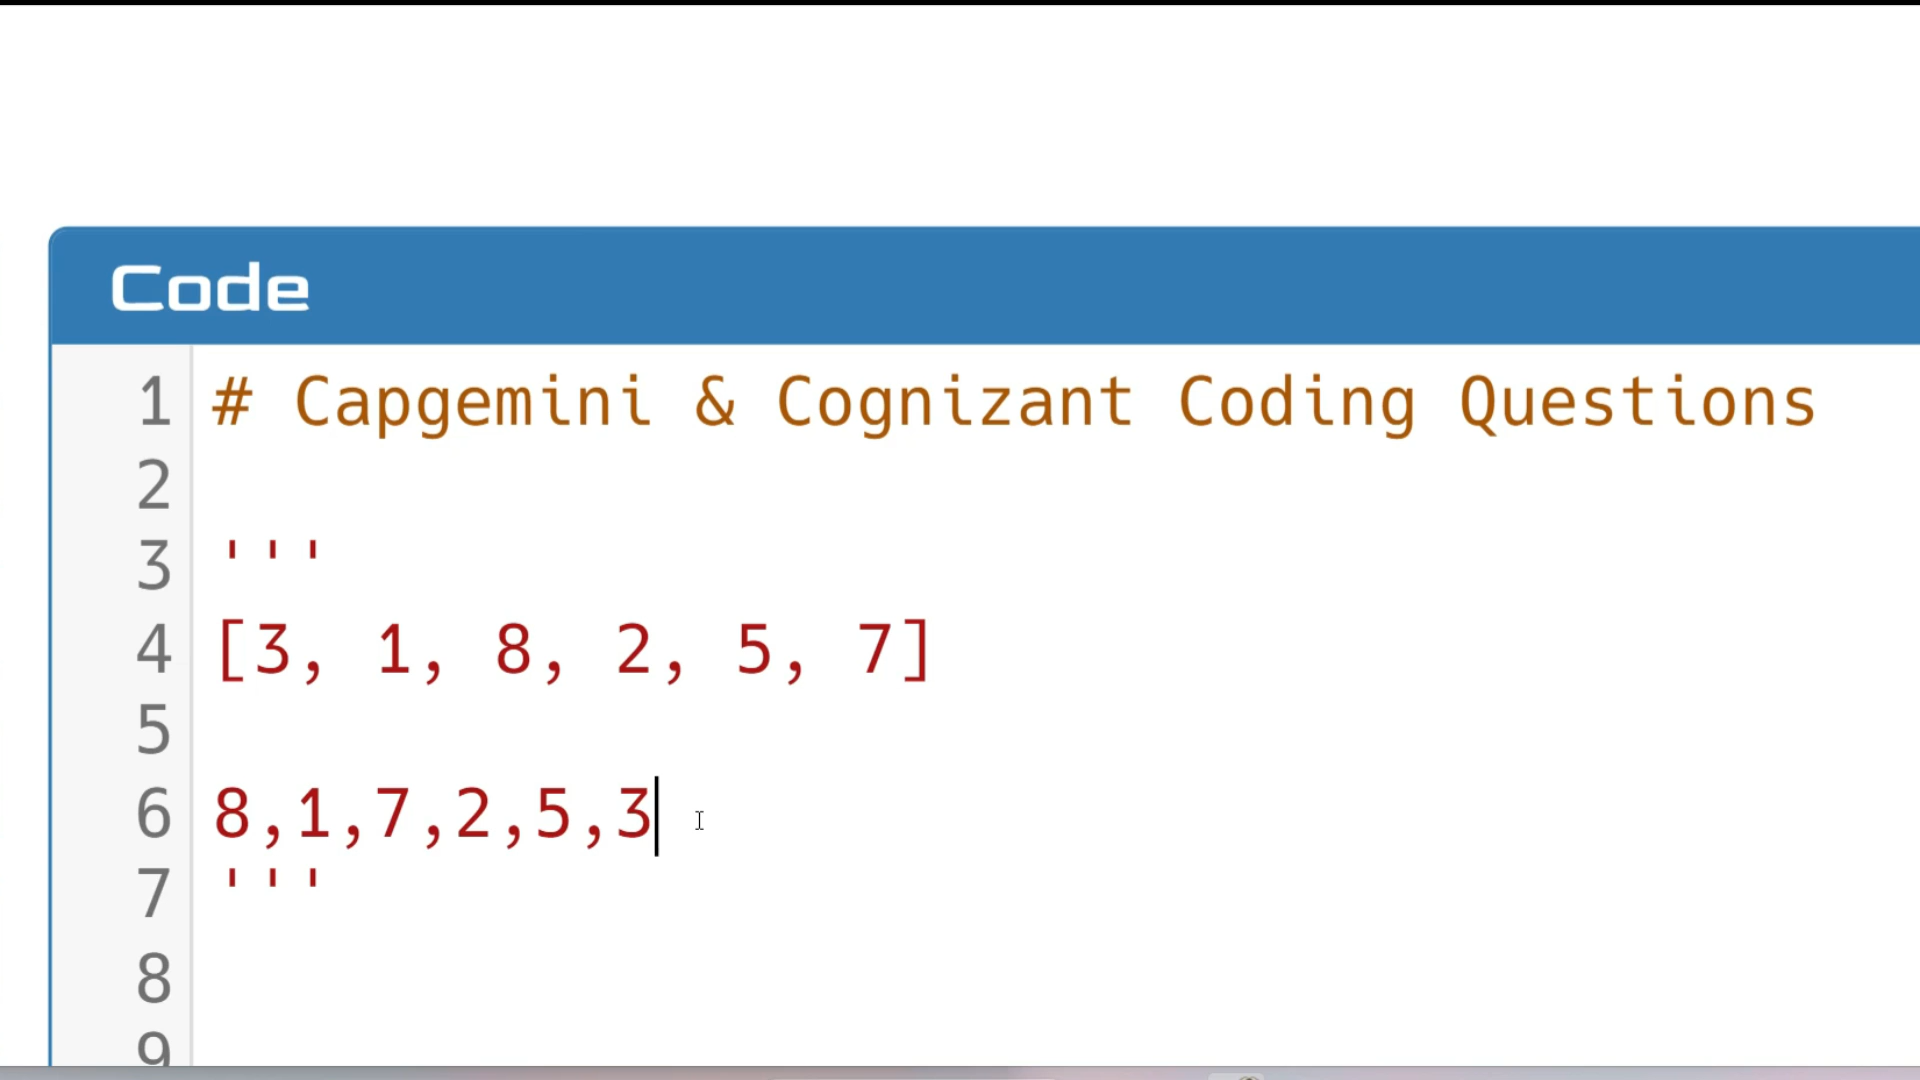 Code
1 # Capgemini & Cognizant Coding Questions
2
3 '''
4 [3, 1, 8, 2, 5, 7]
5
6 8,1,7,2,5,3
7 '''
8
9